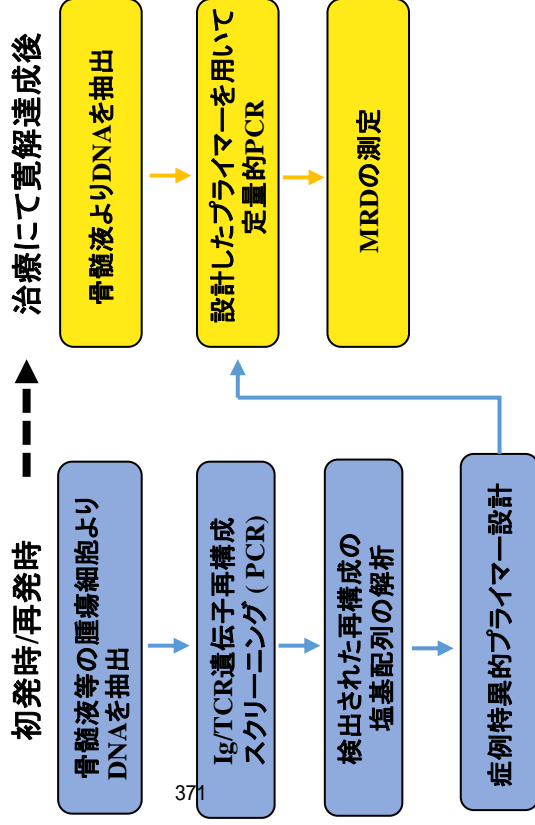 初発時/再発時
治療にて寛解達成後
骨髄液等の腫瘍細胞より
DNAを抽出
Ig/TCR遺伝子再構成
スクリーニング ( PCR)
検出された再構成の
塩基配列の解析
症例特異的プライマー設計
骨髄液よりDNAを抽出
設計したプライマーを用いて
定量的PCR
MRDの測定
371